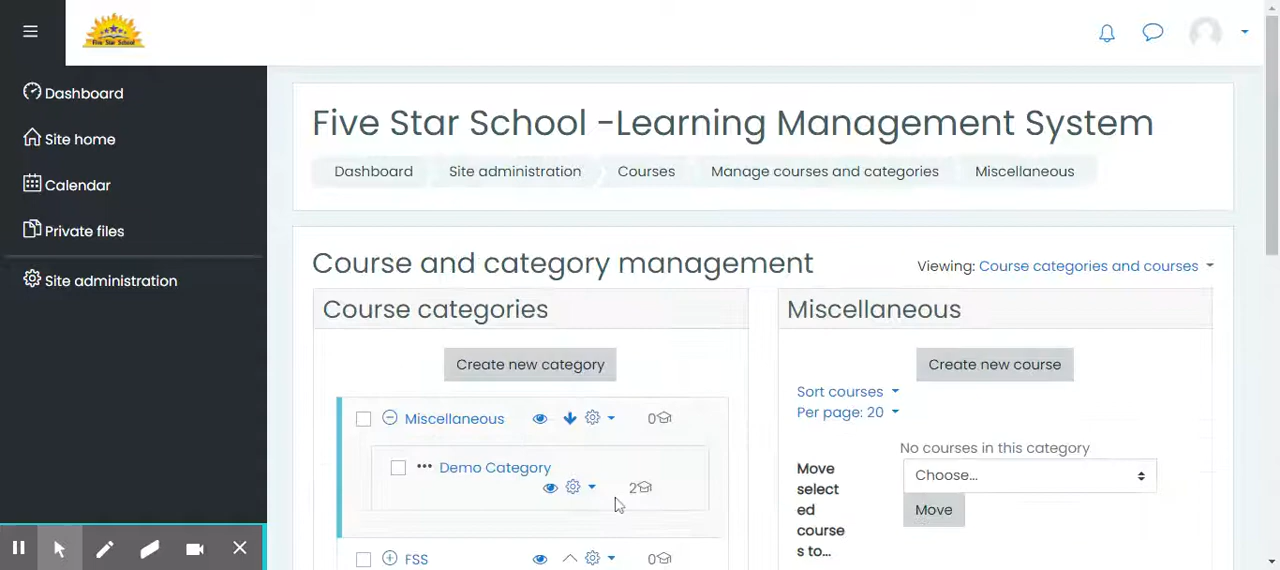 Five Star School
Dashboard
Site home
Calendar
Private files
Site administration
Five Star School -Learning Management System
Dashboard Site administration Courses Manage courses and categories Miscellaneous
Course and category management
Viewing: Course categories and courses
Course categories
Create new category
Miscellaneous 0
Demo Category
2
FSS 0
Miscellaneous
Create new course
Sort courses
Per page: 20
No courses in this category
Move
select
ed
course
s to...
Choose...
Move